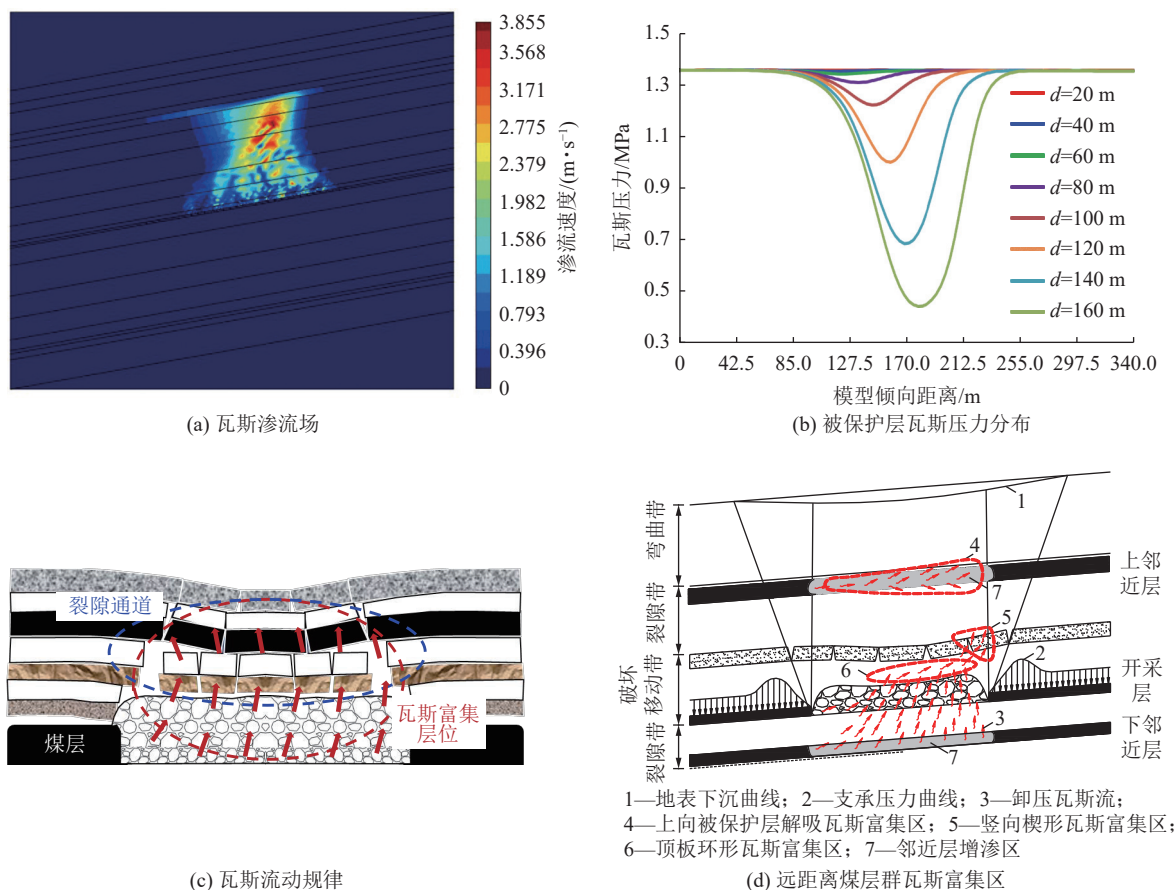 3.855
3.568
3.171
2.775
2.379
1.982
1.586
1.189
0.793
0.396
0
渗流速度/(m·s⁻¹)
(a) 瓦斯渗流场
1.5
1.3
1.1
0.9
0.7
0.5
0.3
瓦斯压力/MPa
0 42.5 85.0 127.5 170.0 212.5 255.0 297.5 340.0
模型倾向距离/m
d=20 m
d=40 m
d=60 m
d=80 m
d=100 m
d=120 m
d=140 m
d=160 m
(b) 被保护层瓦斯压力分布
裂隙通道
瓦斯富集
层位
煤层
(c) 瓦斯流动规律
弯曲带
裂隙带
破坏
移动带
裂隙带
1
4
7
5
2
6
3
7
上邻
近层
开采
层
下邻
近层
1—地表下沉曲线；2—支承压力曲线；3—卸压瓦斯流；
4—上向被保护层解吸瓦斯富集区；5—竖向楔形瓦斯富集区；
6—顶板环形瓦斯富集区；7—邻近层增渗区
(d) 远距离煤层群瓦斯富集区